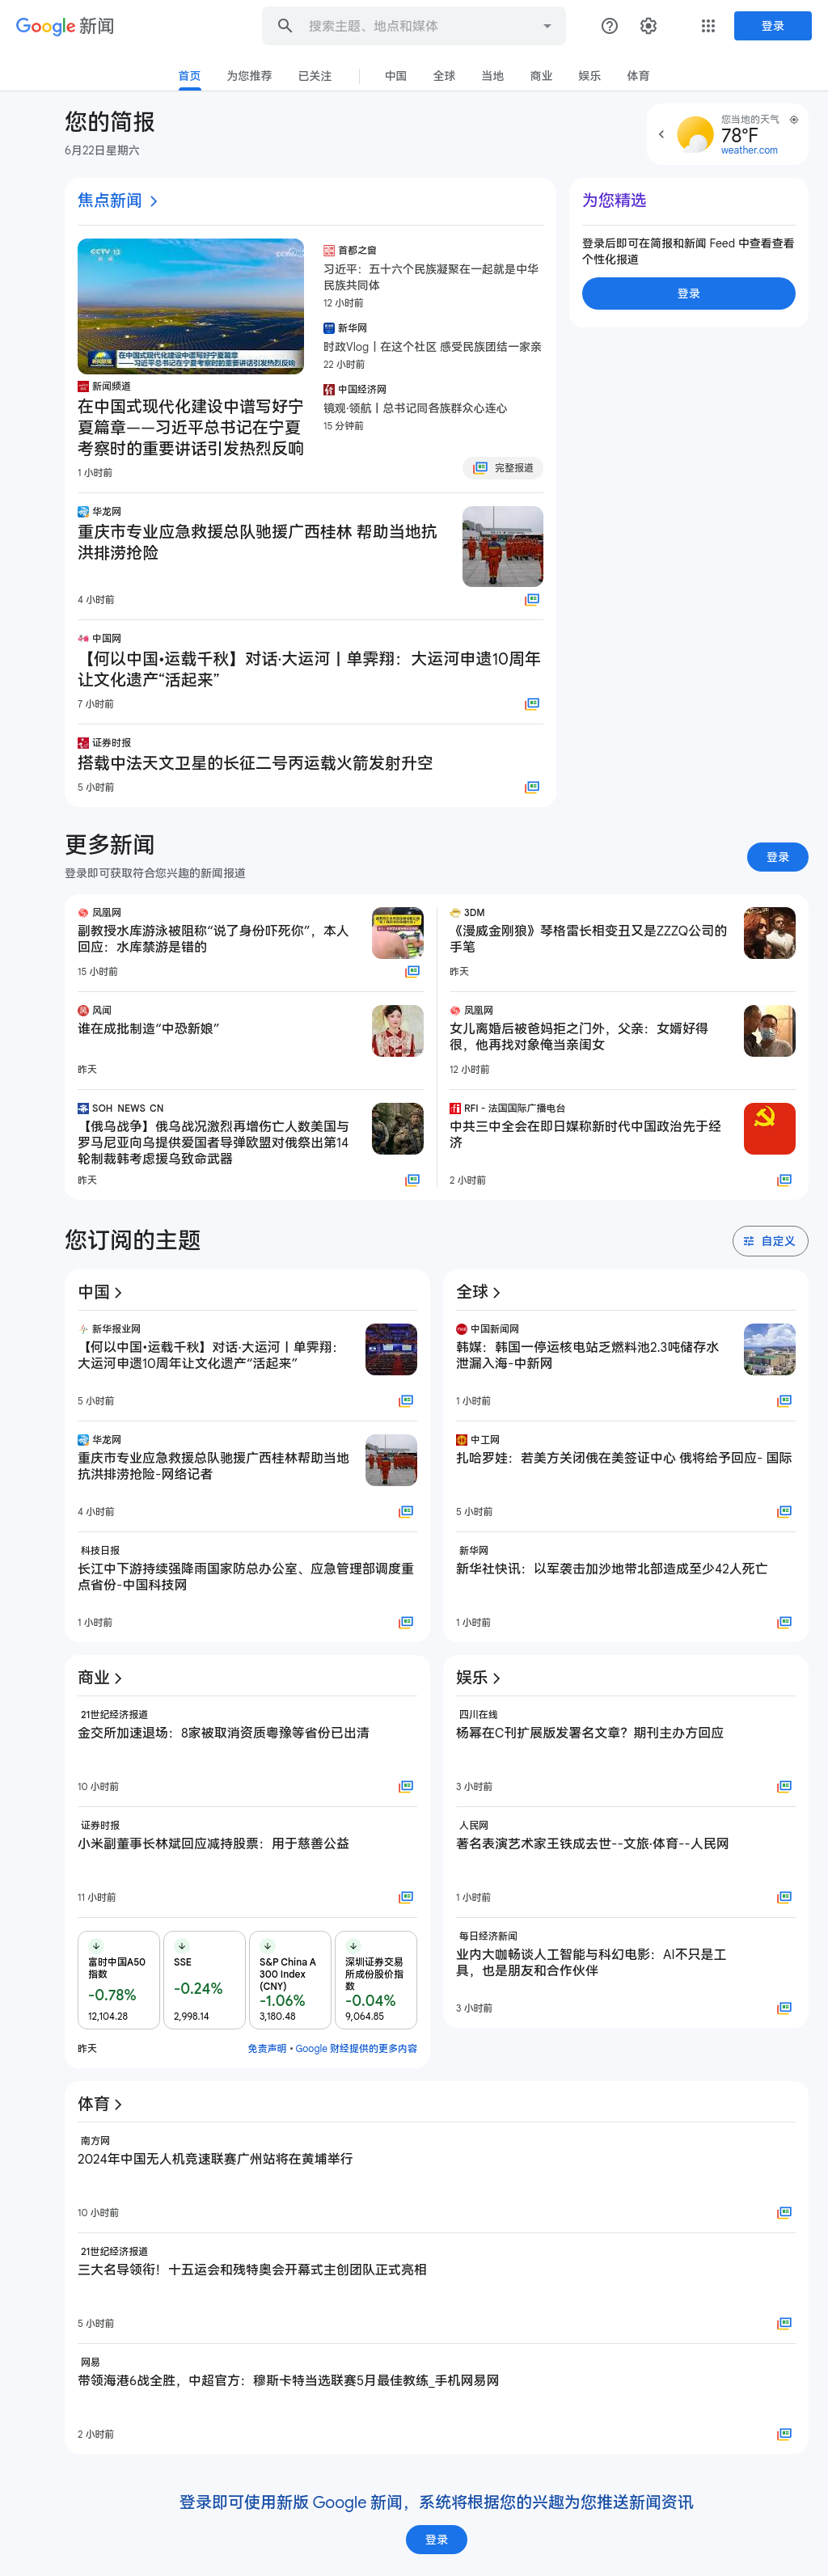 Google 新闻
搜索主题、地点和媒体
登录
首页
为您推荐
已关注
中国
全球
当地
商业
娱乐
体育
您的简报
6月22日星期六
您当地的天气
78°F
weather.com
焦点新闻
CCTV 13
在中国式现代化建设中谱写好宁夏篇章
——习近平总书记在宁夏考察时的重要讲话引发热烈反响
新闻频道
在中国式现代化建设中谱写好宁
夏篇章——习近平总书记在宁夏
考察时的重要讲话引发热烈反响
1 小时前
首都之窗
习近平：五十六个民族凝聚在一起就是中华
民族共同体
12 小时前
新华网
时政Vlog丨在这个社区 感受民族团结一家亲
22 小时前
中国经济网
镜观·领航丨总书记同各族群众心连心
15 分钟前
完整报道
华龙网
重庆市专业应急救援总队驰援广西桂林 帮助当地抗
洪排涝抢险
4 小时前
中国网
【何以中国•运载千秋】对话·大运河丨单霁翔：大运河申遗10周年
让文化遗产“活起来”
7 小时前
证券时报
搭载中法天文卫星的长征二号丙运载火箭发射升空
5 小时前
为您精选
登录后即可在简报和新闻 Feed 中查看查看
个性化报道
登录
更多新闻
登录即可获取符合您兴趣的新闻报道
登录
凤凰网
副教授水库游泳被阻称“说了身份吓死你”，本人
回应：水库禁游是错的
15 小时前
风闻
谁在成批制造“中恐新娘”
昨天
SOH NEWS CN
【俄乌战争】俄乌战况激烈再增伤亡人数美国与
罗马尼亚向乌提供爱国者导弹欧盟对俄祭出第14
轮制裁韩考虑援乌致命武器
昨天
3DM
《漫威金刚狼》琴格雷长相变丑又是ZZZQ公司的
手笔
昨天
凤凰网
女儿离婚后被爸妈拒之门外，父亲：女婿好得
很，他再找对象俺当亲闺女
12 小时前
RFI - 法国国际广播电台
中共三中全会在即日媒称新时代中国政治先于经
济
2 小时前
您订阅的主题
自定义
中国
新华报业网
【何以中国•运载千秋】对话·大运河丨单霁翔：
大运河申遗10周年让文化遗产“活起来”
5 小时前
华龙网
重庆市专业应急救援总队驰援广西桂林帮助当地
抗洪排涝抢险-网络记者
4 小时前
科技日报
长江中下游持续强降雨国家防总办公室、应急管理部调度重
点省份-中国科技网
1 小时前
全球
中国新闻网
韩媒：韩国一停运核电站乏燃料池2.3吨储存水
泄漏入海-中新网
1 小时前
中工网
扎哈罗娃：若美方关闭俄在美签证中心 俄将给予回应- 国际
5 小时前
新华网
新华社快讯：以军袭击加沙地带北部造成至少42人死亡
1 小时前
商业
21世纪经济报道
金交所加速退场：8家被取消资质粤豫等省份已出清
10 小时前
证券时报
小米副董事长林斌回应减持股票：用于慈善公益
11 小时前
富时中国A50
指数
-0.78%
12,104.28
SSE
-0.24%
2,998.14
S&P China A
300 Index
(CNY)
-1.06%
3,180.48
深圳证券交易
所成份股价指
数
-0.04%
9,064.85
昨天
免责声明 • Google 财经提供的更多内容
娱乐
四川在线
杨幂在C刊扩展版发署名文章？期刊主办方回应
3 小时前
人民网
著名表演艺术家王铁成去世--文旅·体育--人民网
1 小时前
每日经济新闻
业内大咖畅谈人工智能与科幻电影：AI不只是工
具，也是朋友和合作伙伴
3 小时前
体育
南方网
2024年中国无人机竞速联赛广州站将在黄埔举行
10 小时前
21世纪经济报道
三大名导领衔！十五运会和残特奥会开幕式主创团队正式亮相
5 小时前
网易
带领海港6战全胜，中超官方：穆斯卡特当选联赛5月最佳教练_手机网易网
2 小时前
登录即可使用新版 Google 新闻，系统将根据您的兴趣为您推送新闻资讯
登录